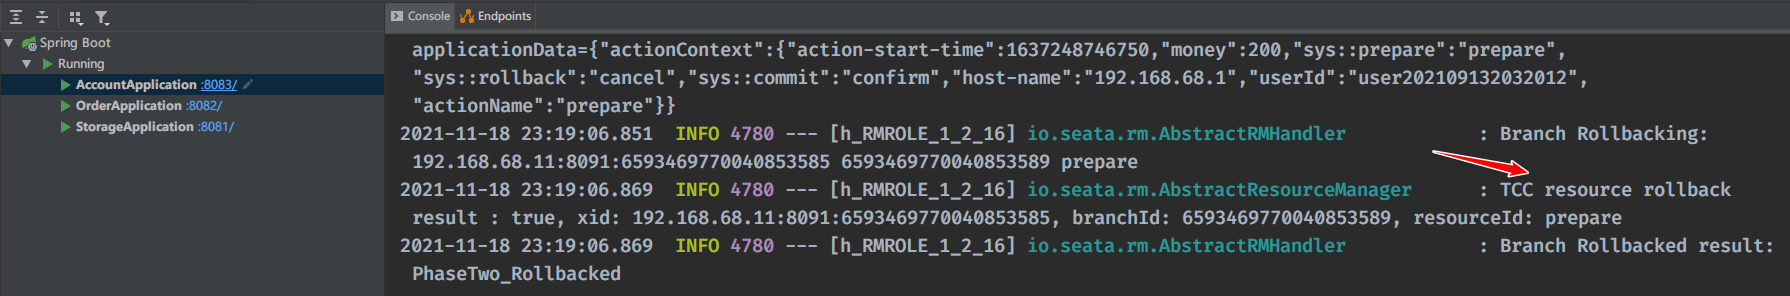 Spring Boot
Running
AccountApplication :8083/
OrderApplication :8082/
StorageApplication :8081/
Console Endpoints
applicationData={"actionContext":{"action-start-time":1637248746750,"money":200,"sys::prepare":"prepare",
"sys::rollback":"cancel","sys::commit":"confirm","host-name":"192.168.68.1","userId":"user202109132032012",
"actionName":"prepare"}}
2021-11-18 23:19:06.851  INFO 4780 --- [h_RMROLE_1_2_16] io.seata.rm.AbstractRMHandler            : Branch Rollbacking:
192.168.68.11:8091:6593469770040853585 6593469770040853589 prepare
2021-11-18 23:19:06.869  INFO 4780 --- [h_RMROLE_1_2_16] io.seata.rm.AbstractResourceManager      : TCC resource rollback
result : true, xid: 192.168.68.11:8091:6593469770040853585, branchId: 6593469770040853589, resourceId: prepare
2021-11-18 23:19:06.869  INFO 4780 --- [h_RMROLE_1_2_16] io.seata.rm.AbstractRMHandler            : Branch Rollbacked result:
PhaseTwo_Rollbacked